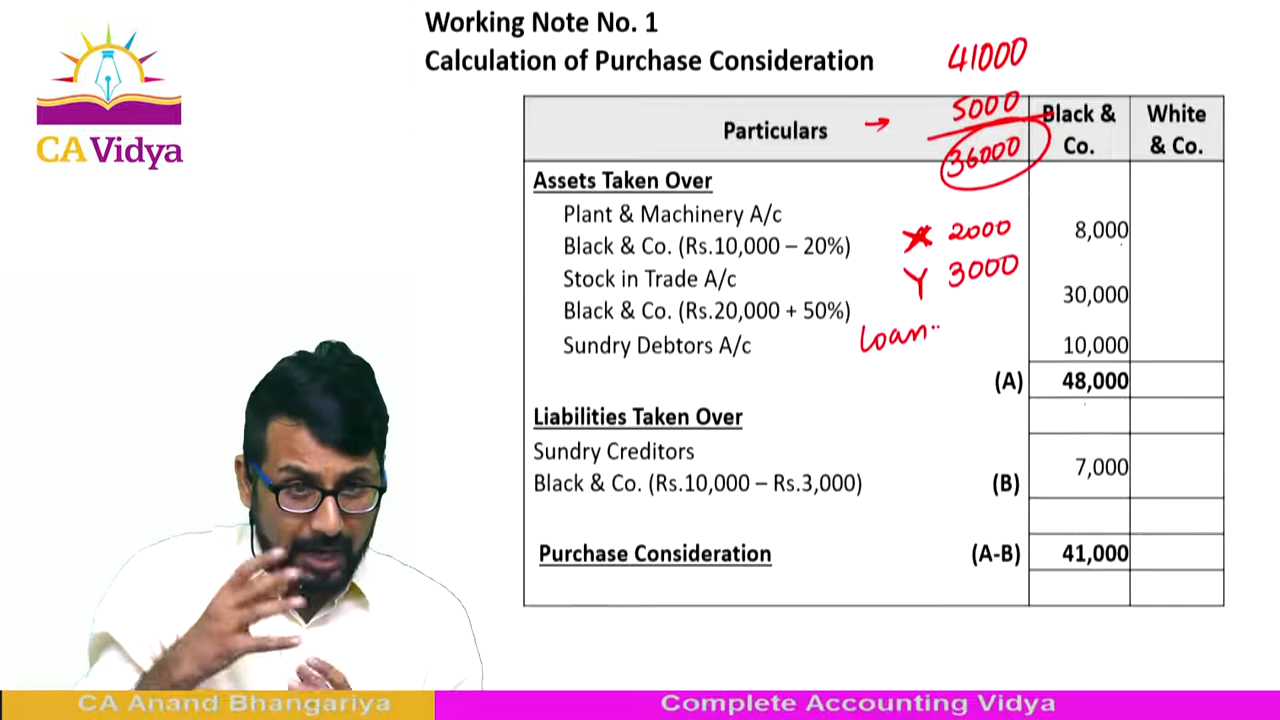 Working Note No. 1
Calculation of Purchase Consideration
41000
5000
36000
CA Vidya
Particulars → Black & Co. White & Co.
Assets Taken Over
Plant & Machinery A/c
Black & Co. (Rs.10,000 – 20%) X 2000 8,000
Stock in Trade A/c Y 3000
Black & Co. (Rs.20,000 + 50%) 30,000
Sundry Debtors A/c loan.. 10,000
(A) 48,000
Liabilities Taken Over
Sundry Creditors
Black & Co. (Rs.10,000 – Rs.3,000) (B) 7,000
Purchase Consideration (A-B) 41,000
CA Anand Bhangariya Complete Accounting Vidya